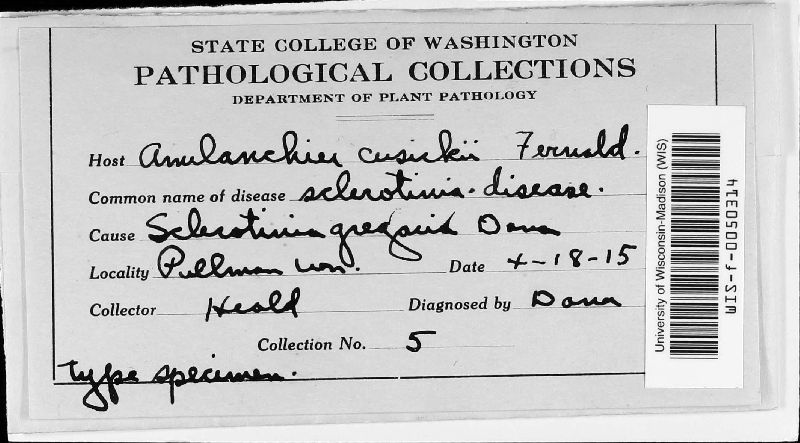 STATE COLLEGE OF WASHINGTON
PATHOLOGICAL COLLECTIONS
DEPARTMENT OF PLANT PATHOLOGY
Host Amelanchier cusickii Fernald.
Common name of disease sclerotinia disease.
Cause Sclerotinia gregaria Dana
Locality Pullman Wn. Date 4-18-15
Collector Heald Diagnosed by Dana
Collection No. 5
type specimen.
University of Wisconsin-Madison (WIS)
WIS-f-0050314